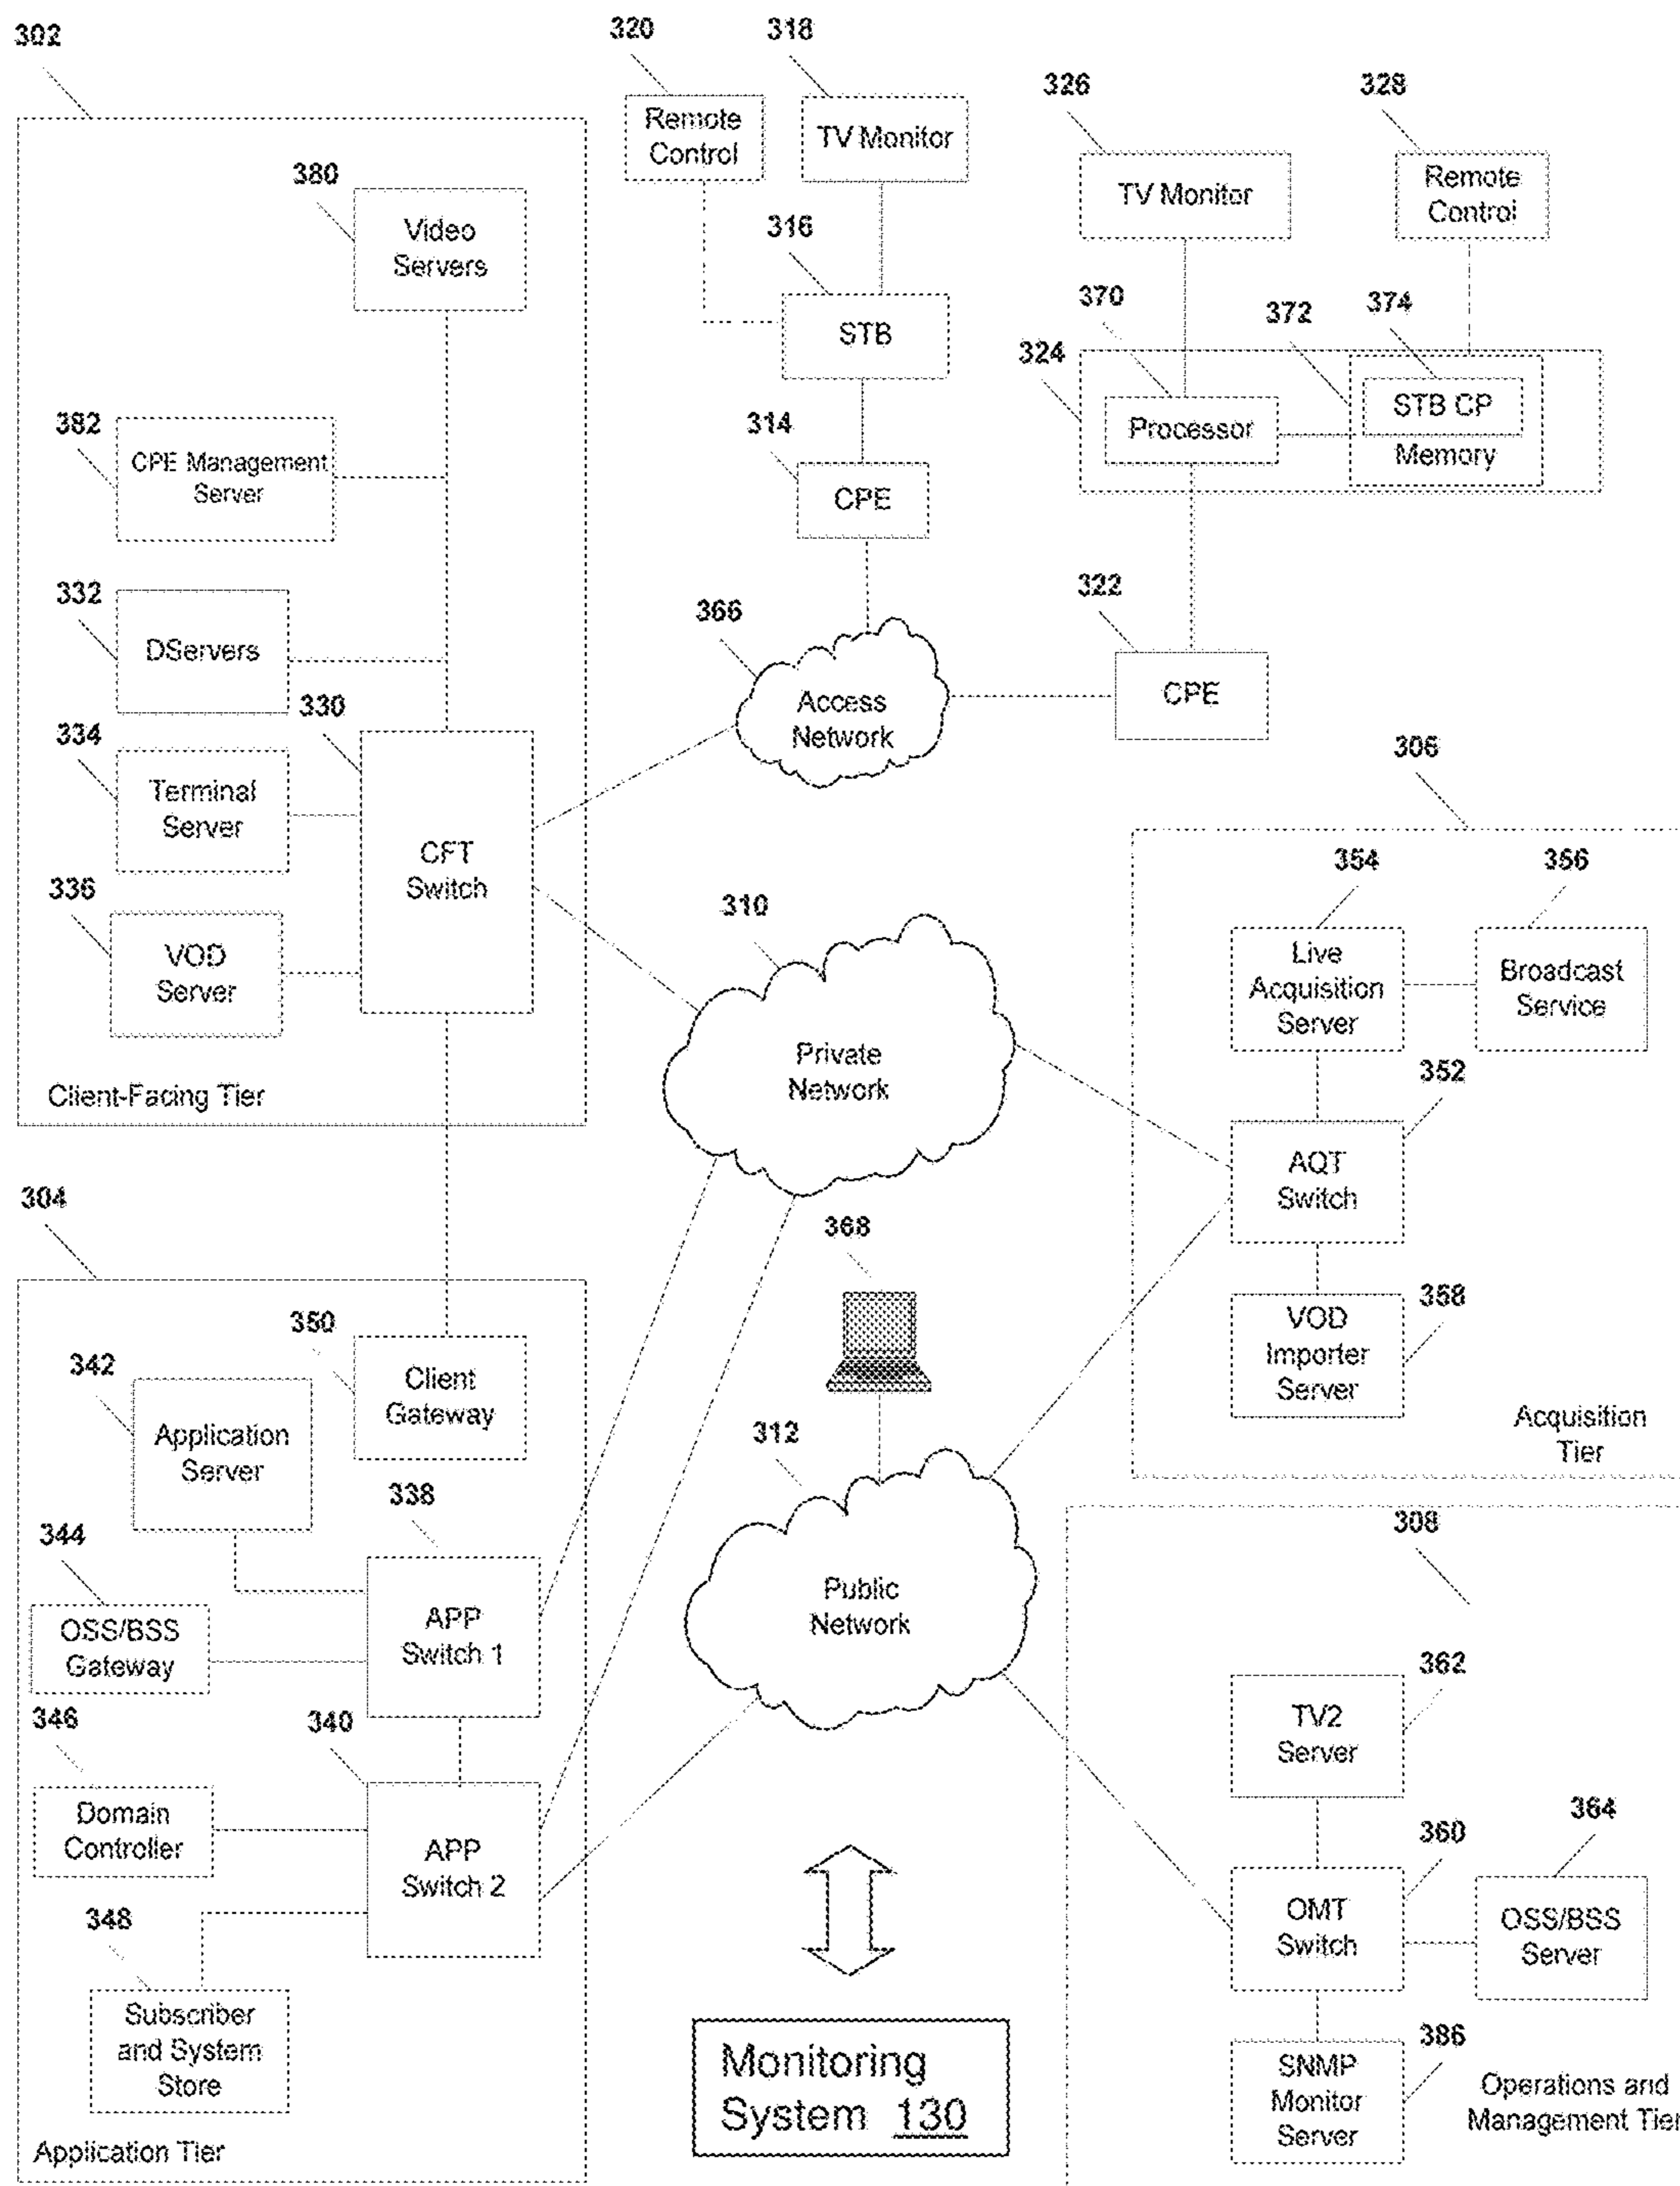 302
320
318
326
328
Remote
Control
TV Monitor
TV Monitor
Remote
Control
380
Video
Servers
316
STB
370
372
374
324
STB CP
Processor
Memory
382
CPE Management
Server
314
CPE
332
DServers
366
Access
Network
322
CPE
330
334
Terminal
Server
306
CFT
Switch
336
VOD
Server
310
Private
Network
354
356
Live
Acquisition
Server
Broadcast
Service
352
Client-Facing Tier
AQT
Switch
304
368
358
VOD
Importer
Server
350
Client
Gateway
342
Application
Server
312
Acquisition
Tier
338
344
308
OSS/BSS
Gateway
APP
Switch 1
Public
Network
362
TV2
Server
346
340
Domain
Controller
APP
Switch 2
364
360
OMT
Switch
OSS/BSS
Server
348
Subscriber
and System
Store
Monitoring
System 130
386
SNMP
Monitor
Server
Operations and
Management Tier
Application Tier